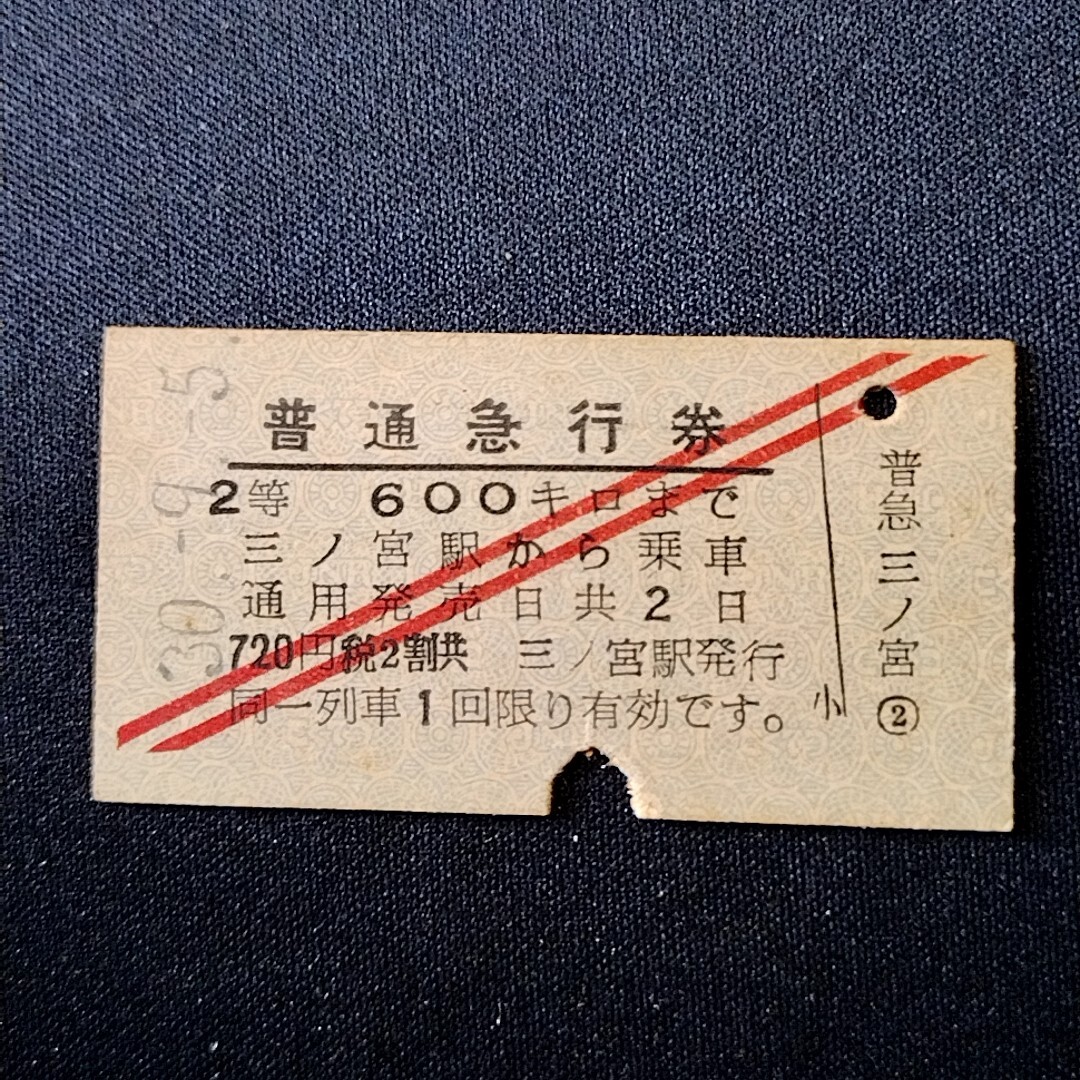 30.-9.-5
普通急行券
2等 600キロまで
三ノ宮駅から乗車
通用発売日共2日
720円税2割共 三ノ宮駅発行
同一列車1回限り有効です。
小
普急 三ノ宮 ②